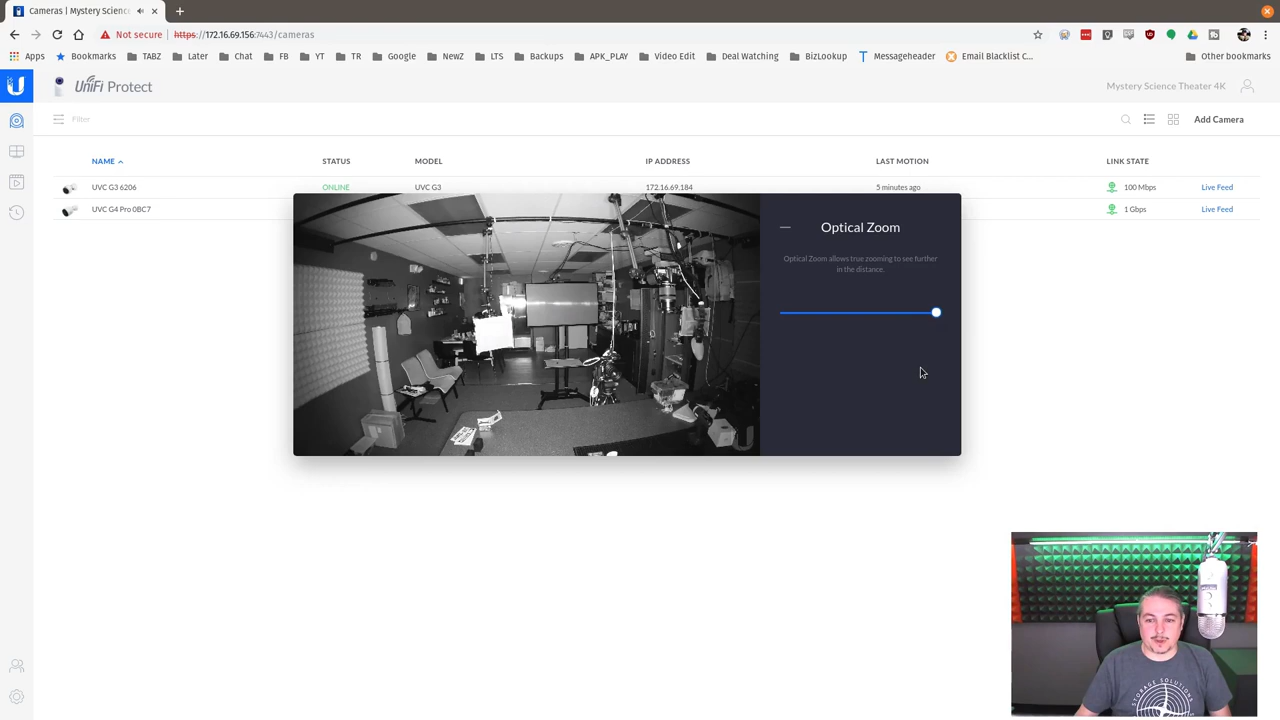 Cameras | Mystery Scienc
Not secure
https://172.16.69.156:7443/cameras
Apps
Bookmarks
TABZ
Later
Chat
FB
YT
TR
Google
NewZ
LTS
Backups
APK_PLAY
Video Edit
Deal Watching
BizLookup
Messageheader
Email Blacklist C...
Other bookmarks
UniFi Protect
Mystery Science Theater 4K
Filter
Add Camera
NAME
STATUS
MODEL
IP ADDRESS
LAST MOTION
LINK STATE
UVC G3 6206
ONLINE
UVC G3
172.16.69.184
5 minutes ago
100 Mbps
Live Feed
UVC G4 Pro 0BC7
1 Gbps
Live Feed
Optical Zoom
Optical Zoom allows true zooming to see further
in the distance.
STORAGE SOLUTIONS